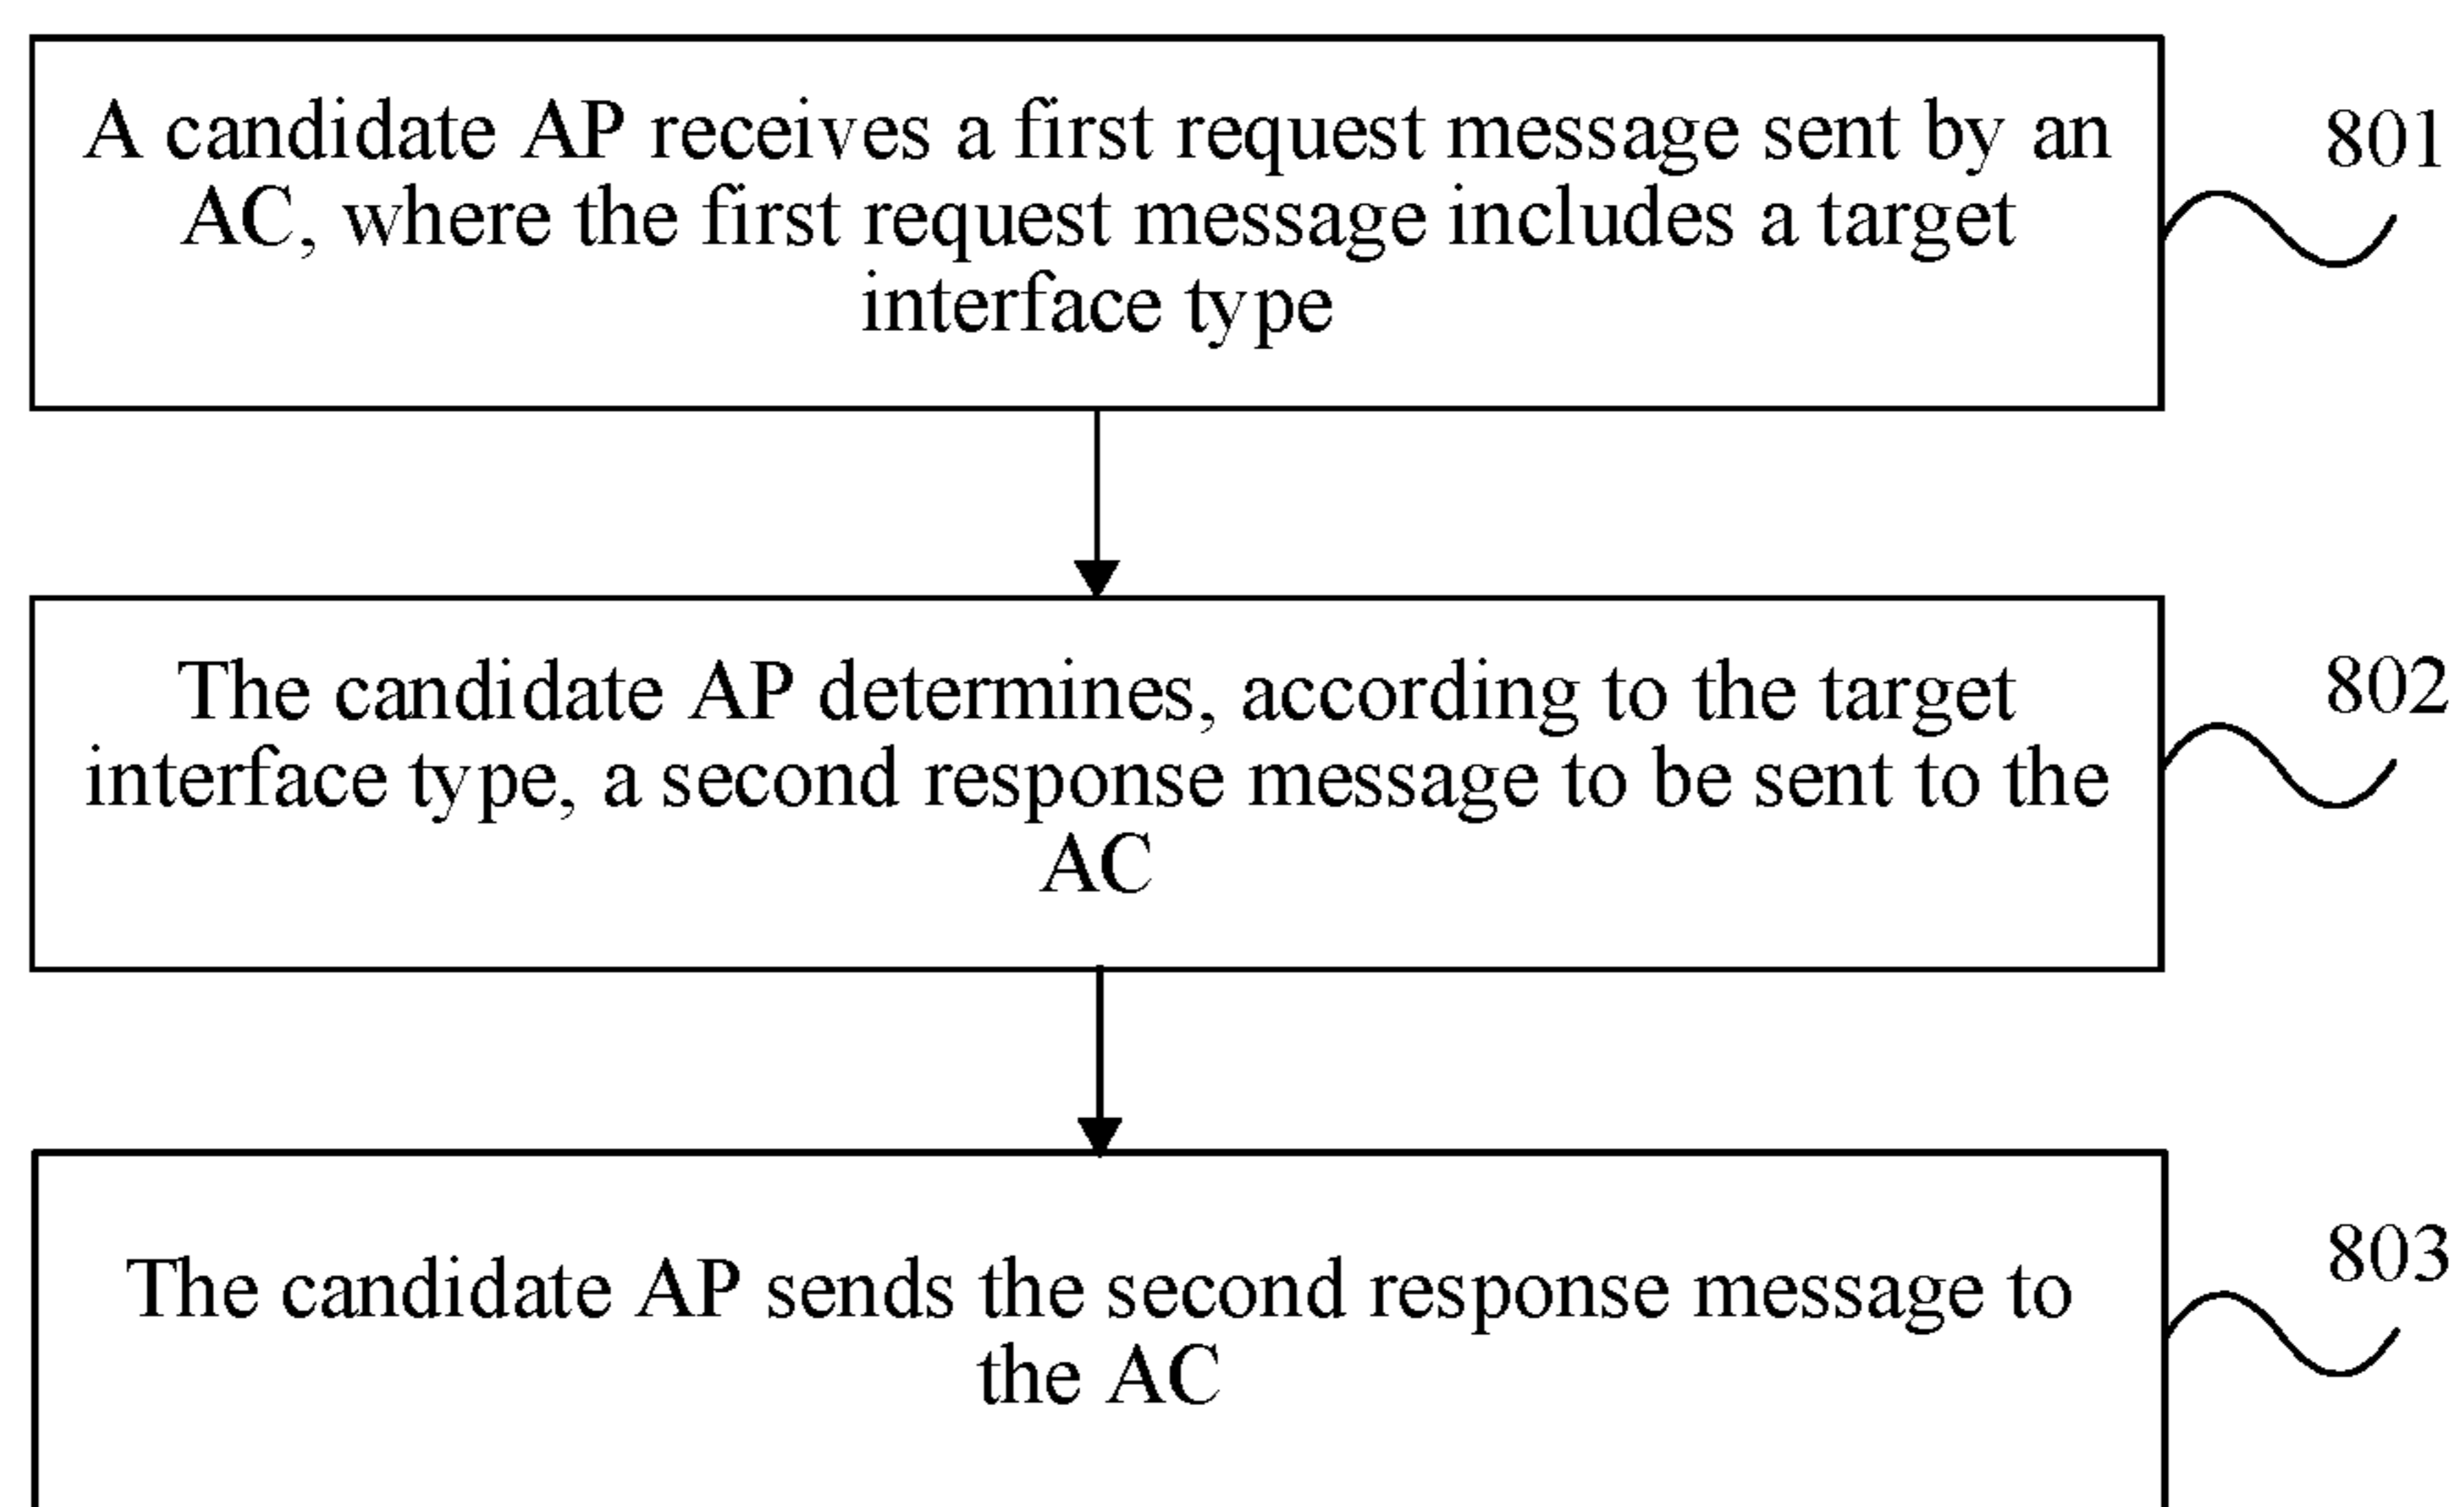 A candidate AP receives a first request message sent by an
AC, where the first request message includes a target
interface type
801
The candidate AP determines, according to the target
interface type, a second response message to be sent to the
AC
802
The candidate AP sends the second response message to
the AC
803